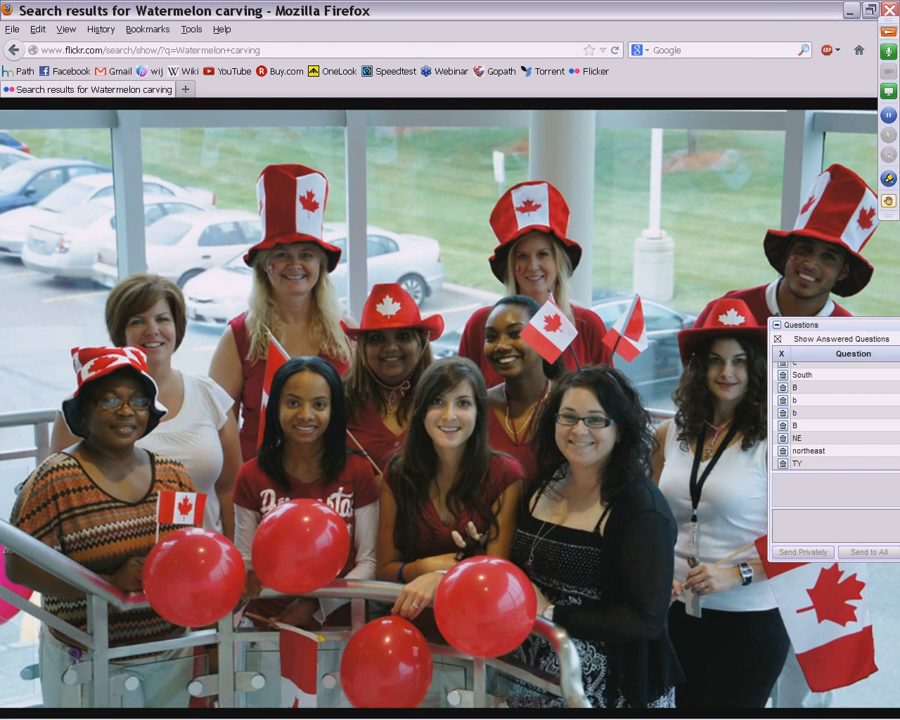 Search results for Watermelon carving - Mozilla Firefox
File Edit View History Bookmarks Tools Help
www.flickr.com/search/show/?q=Watermelon+carving
Google
ABP
Path Facebook Gmail wij Wiki YouTube Buy.com OneLook Speedtest Webinar Gopath Torrent Flicker
Search results for Watermelon carving
Questions
Show Answered Questions
X Question
South
B
b
b
B
NE
northeast
TY
Send Privately Send to All